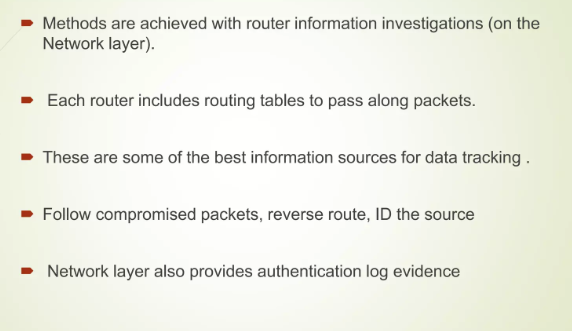 Methods are achieved with router information investigations (on the
Network layer).
Each router includes routing tables to pass along packets.
These are some of the best information sources for data tracking .
Follow compromised packets, reverse route, ID the source
Network layer also provides authentication log evidence